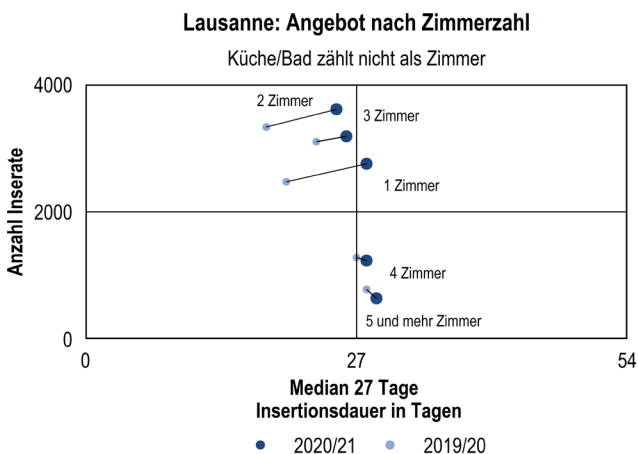 Lausanne: Angebot nach Zimmerzahl
Küche/Bad zählt nicht als Zimmer
4000
2 Zimmer
3 Zimmer
1 Zimmer
Anzahl Inserate
2000
4 Zimmer
5 und mehr Zimmer
0
0 27 54
Median 27 Tage
Insertionsdauer in Tagen
2020/21 2019/20